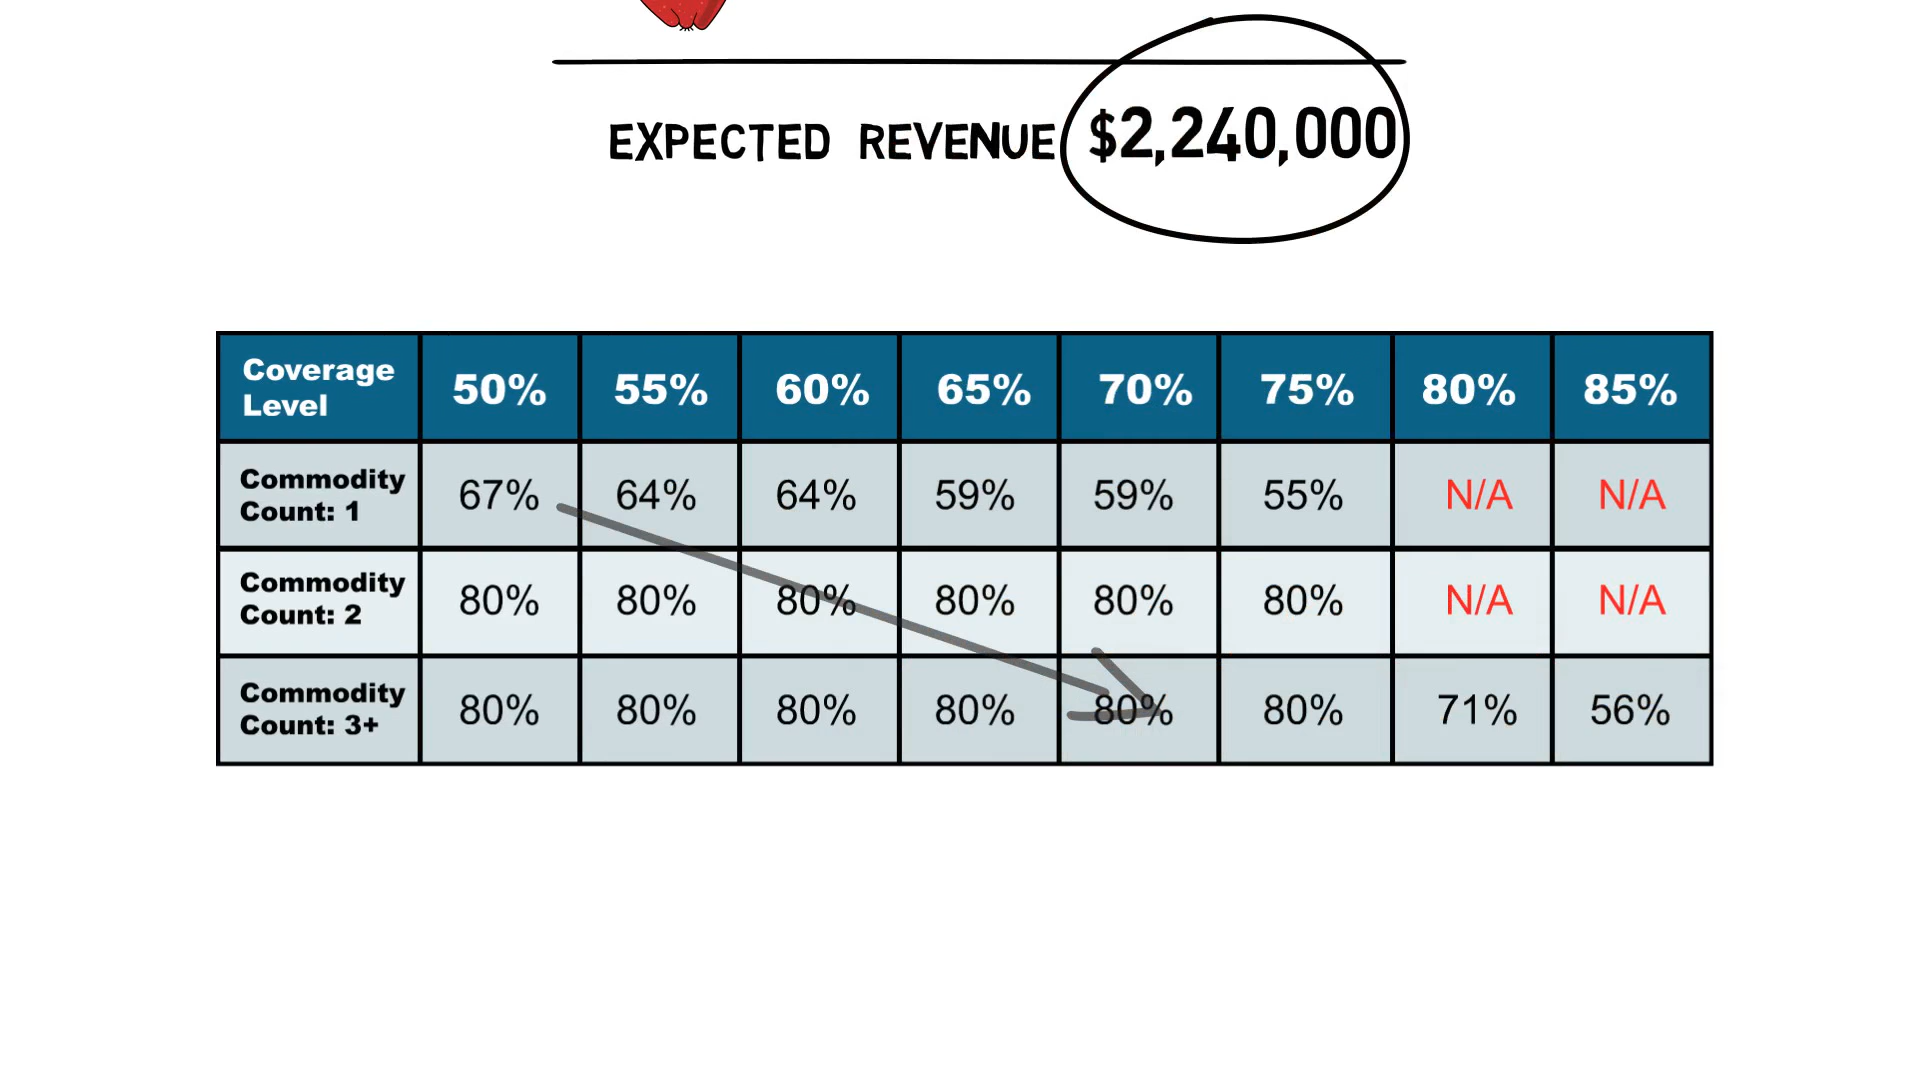 EXPECTED REVENUE $2,240,000
Coverage Level 50% 55% 60% 65% 70% 75% 80% 85%
Commodity Count: 1 67% 64% 64% 59% 59% 55% N/A N/A
Commodity Count: 2 80% 80% 80% 80% 80% 80% N/A N/A
Commodity Count: 3+ 80% 80% 80% 80% 80% 80% 71% 56%